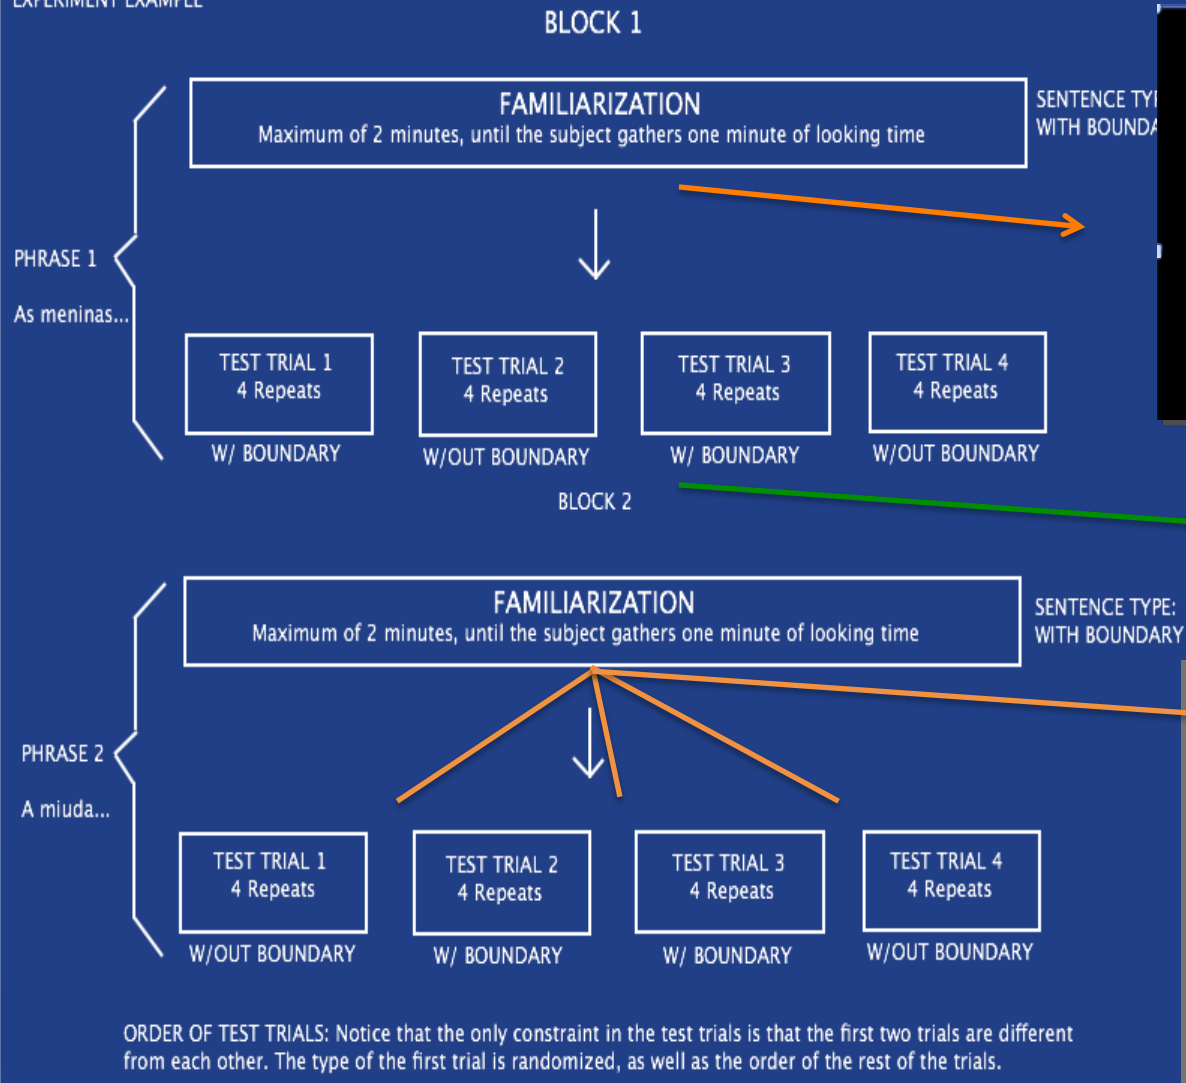 EXPERIMENT EXAMPLE
BLOCK 1
FAMILIARIZATION
Maximum of 2 minutes, until the subject gathers one minute of looking time
SENTENCE
WITH
PHRASE 1
As meninas...
TEST TRIAL 1
4 Repeats
W/ BOUNDARY
TEST TRIAL 2
4 Repeats
W/OUT BOUNDARY
TEST TRIAL 3
4 Repeats
W/ BOUNDARY
TEST TRIAL 4
4 Repeats
W/OUT BOUNDARY
BLOCK 2
FAMILIARIZATION
Maximum of 2 minutes, until the subject gathers one minute of looking time
SENTENCE TYPE:
WITH BOUNDARY
PHRASE 2
A miuda...
TEST TRIAL 1
4 Repeats
W/OUT BOUNDARY
TEST TRIAL 2
4 Repeats
W/ BOUNDARY
TEST TRIAL 3
4 Repeats
W/ BOUNDARY
TEST TRIAL 4
4 Repeats
W/OUT BOUNDARY
ORDER OF TEST TRIALS: Notice that the only constraint in the test trials is that the first two trials are different
from each other. The type of the first trial is randomized, as well as the order of the rest of the trials.